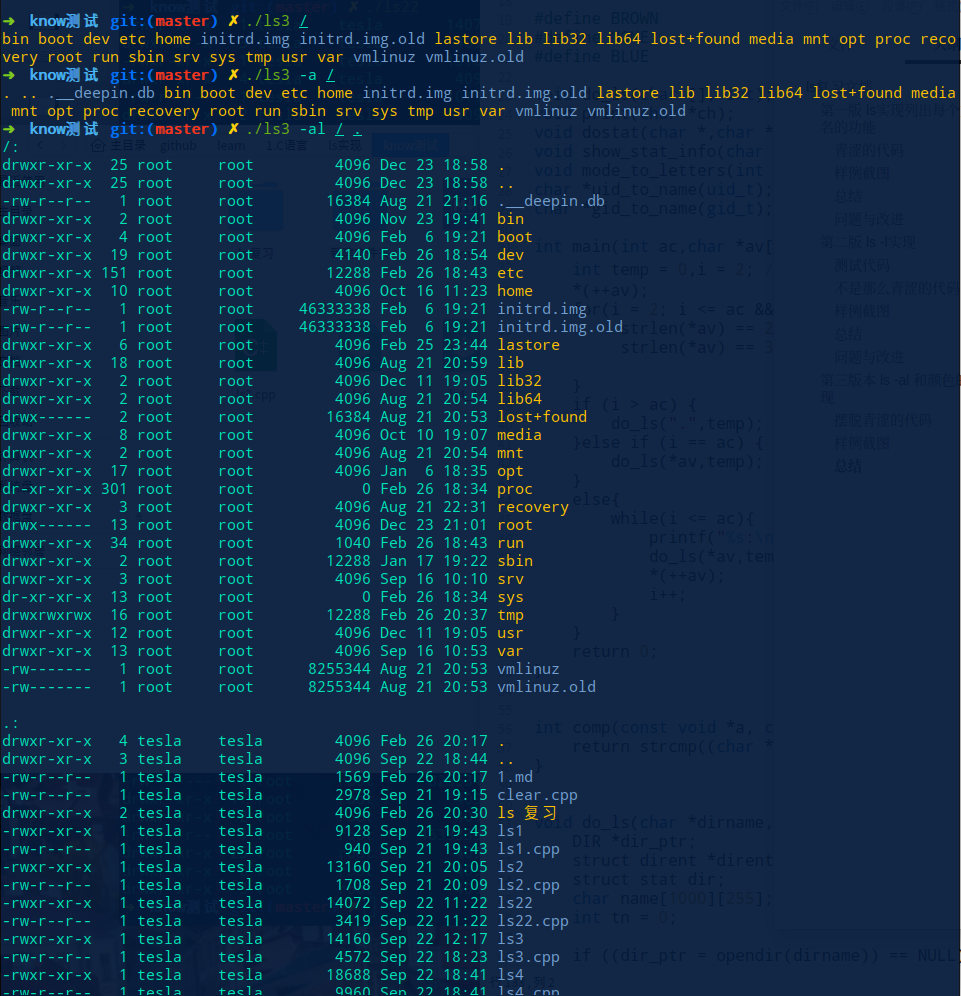 ➜ know测试 git:(master) ✗ ./ls3 /
bin boot dev etc home initrd.img initrd.img.old lastore lib lib32 lib64 lost+found media mnt opt proc reco
very root run sbin srv sys tmp usr var vmlinuz vmlinuz.old
➜ know测试 git:(master) ✗ ./ls3 -a /
. .. .__deepin.db bin boot dev etc home initrd.img initrd.img.old lastore lib lib32 lib64 lost+found media
mnt opt proc recovery root run sbin srv sys tmp usr var vmlinuz vmlinuz.old
➜ know测试 git:(master) ✗ ./ls3 -al / .
/:
drwxr-xr-x 25 root root 4096 Dec 23 18:58 .
drwxr-xr-x 25 root root 4096 Dec 23 18:58 ..
-rw-r--r-- 1 root root 16384 Aug 21 21:16 .__deepin.db
drwxr-xr-x 2 root root 4096 Nov 23 19:41 bin
drwxr-xr-x 4 root root 4096 Feb 6 19:21 boot
drwxr-xr-x 19 root root 4140 Feb 26 18:54 dev
drwxr-xr-x 151 root root 12288 Feb 26 18:43 etc
drwxr-xr-x 10 root root 4096 Oct 16 11:23 home
-rw-r--r-- 1 root root 46333338 Feb 6 19:21 initrd.img
-rw-r--r-- 1 root root 46333338 Feb 6 19:21 initrd.img.old
drwxr-xr-x 6 root root 4096 Feb 25 23:44 lastore
drwxr-xr-x 18 root root 4096 Aug 21 20:59 lib
drwxr-xr-x 2 root root 4096 Dec 11 19:05 lib32
drwxr-xr-x 2 root root 4096 Aug 21 20:54 lib64
drwx------ 2 root root 16384 Aug 21 20:53 lost+found
drwxr-xr-x 8 root root 4096 Oct 10 19:07 media
drwxr-xr-x 2 root root 4096 Aug 21 20:54 mnt
drwxr-xr-x 17 root root 4096 Jan 6 18:35 opt
dr-xr-xr-x 301 root root 0 Feb 26 18:34 proc
drwxr-xr-x 3 root root 4096 Aug 21 22:31 recovery
drwx------ 13 root root 4096 Dec 23 21:01 root
drwxr-xr-x 34 root root 1040 Feb 26 18:43 run
drwxr-xr-x 2 root root 12288 Jan 17 19:22 sbin
drwxr-xr-x 3 root root 4096 Sep 16 10:10 srv
dr-xr-xr-x 13 root root 0 Feb 26 18:34 sys
drwxrwxrwx 16 root root 12288 Feb 26 20:37 tmp
drwxr-xr-x 12 root root 4096 Dec 11 19:05 usr
drwxr-xr-x 13 root root 4096 Sep 16 10:53 var
-rw------- 1 root root 8255344 Aug 21 20:53 vmlinuz
-rw------- 1 root root 8255344 Aug 21 20:53 vmlinuz.old
.:
drwxr-xr-x 4 tesla tesla 4096 Feb 26 20:17 .
drwxr-xr-x 3 tesla tesla 4096 Sep 22 18:44 ..
-rw-r--r-- 1 tesla tesla 1569 Feb 26 20:17 1.md
-rw-r--r-- 1 tesla tesla 2978 Sep 21 19:15 clear.cpp
drwxr-xr-x 2 tesla tesla 4096 Feb 26 20:30 ls 复习
-rwxr-xr-x 1 tesla tesla 9128 Sep 21 19:43 ls1
-rw-r--r-- 1 tesla tesla 940 Sep 21 19:43 ls1.cpp
-rwxr-xr-x 1 tesla tesla 13160 Sep 21 20:05 ls2
-rw-r--r-- 1 tesla tesla 1708 Sep 21 20:09 ls2.cpp
-rwxr-xr-x 1 tesla tesla 14072 Sep 22 11:22 ls22
-rw-r--r-- 1 tesla tesla 3419 Sep 22 11:22 ls22.cpp
-rwxr-xr-x 1 tesla tesla 14160 Sep 22 12:17 ls3
-rw-r--r-- 1 tesla tesla 4572 Sep 22 18:23 ls3.cpp
-rwxr-xr-x 1 tesla tesla 18688 Sep 22 18:41 ls4
-rw-r--r-- 1 tesla tesla 9960 Sep 22 18:41 ls4.cpp